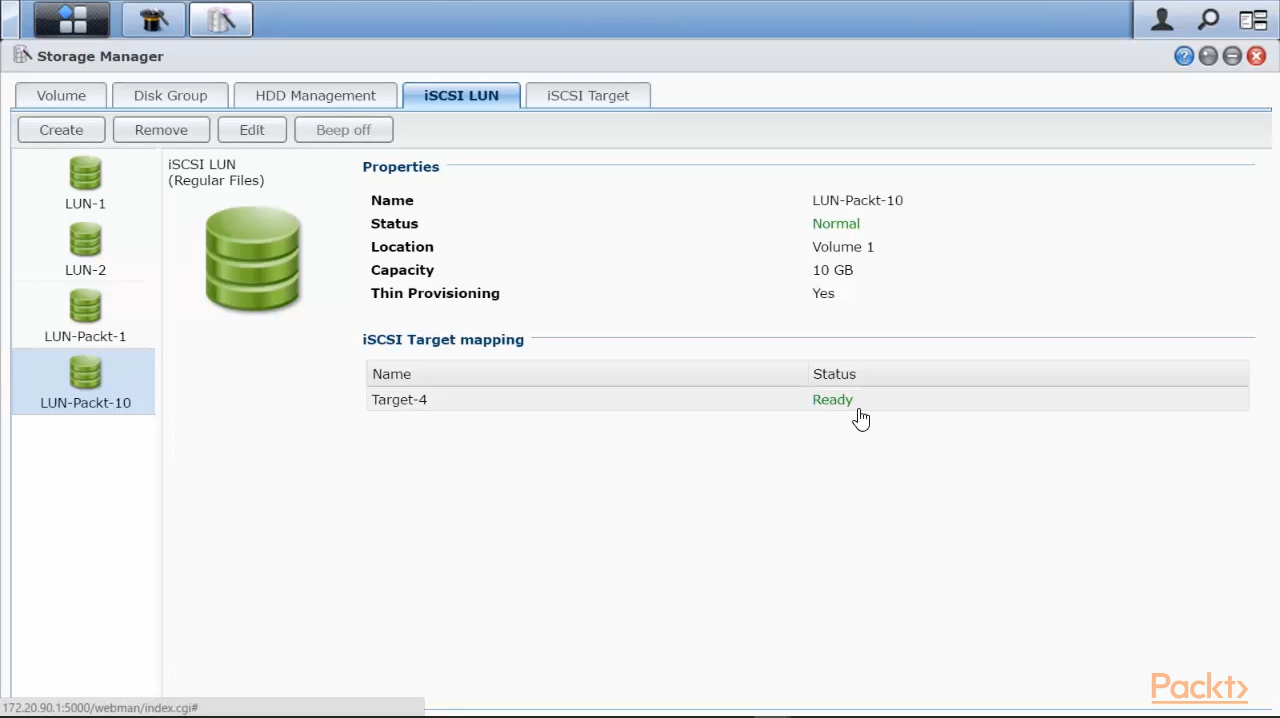 Storage Manager
Volume
Disk Group
HDD Management
iSCSI LUN
iSCSI Target
Create
Remove
Edit
Beep off
LUN-1
LUN-2
LUN-Packt-1
LUN-Packt-10
iSCSI LUN
(Regular Files)
Properties
Name LUN-Packt-10
Status Normal
Location Volume 1
Capacity 10 GB
Thin Provisioning Yes
iSCSI Target mapping
Name Status
Target-4 Ready
172.20.90.1:5000/webman/index.cgi#
Packt>